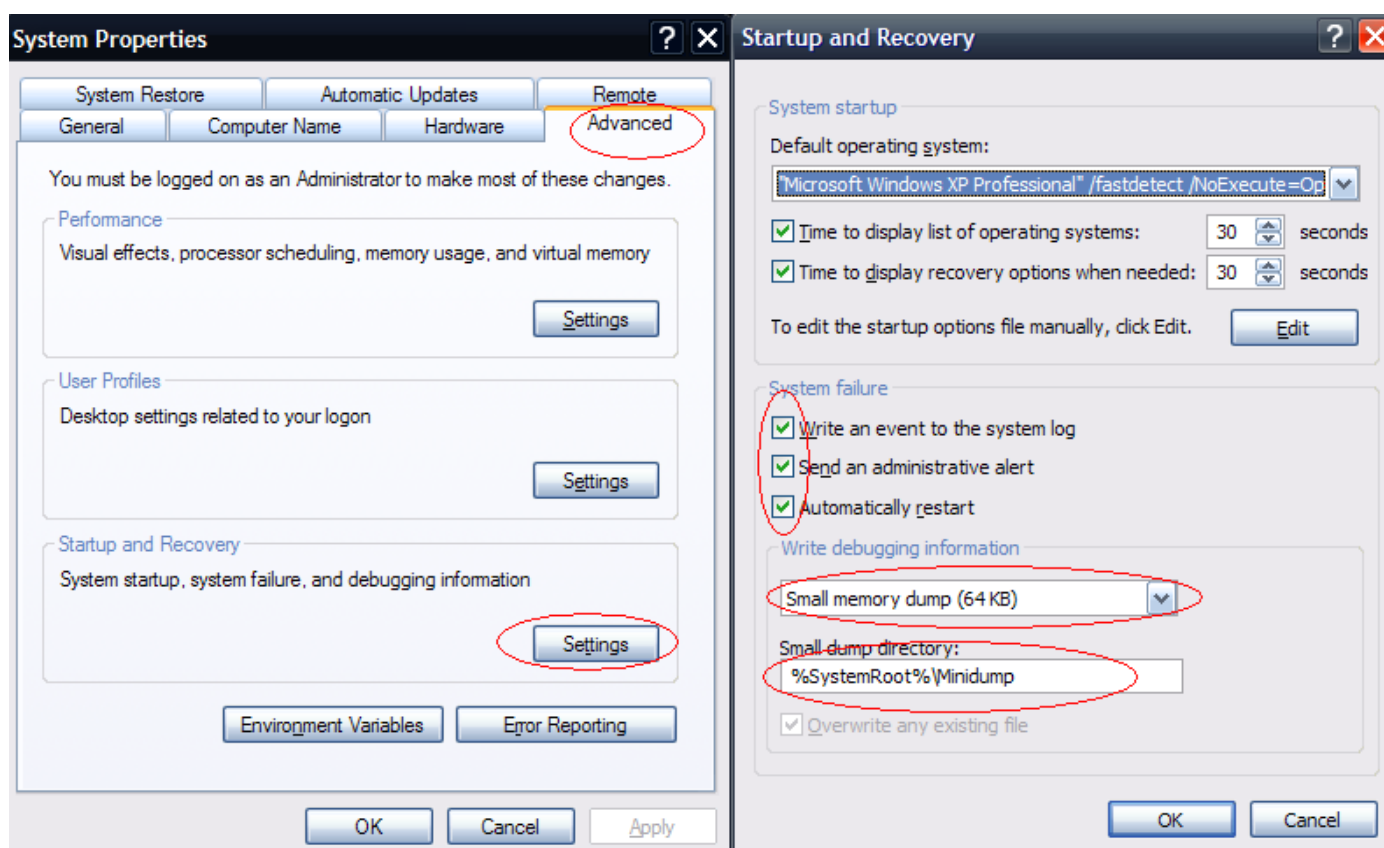 System Properties
System Restore
Automatic Updates
Remote
General
Computer Name
Hardware
Advanced
You must be logged on as an Administrator to make most of these changes.
Performance
Visual effects, processor scheduling, memory usage, and virtual memory
Settings
User Profiles
Desktop settings related to your logon
Settings
Startup and Recovery
System startup, system failure, and debugging information
Settings
Environment Variables
Error Reporting
OK
Cancel
Apply
Startup and Recovery
System startup
Default operating system:
"Microsoft Windows XP Professional" /fastdetect /NoExecute=Op
Time to display list of operating systems: 30 seconds
Time to display recovery options when needed: 30 seconds
To edit the startup options file manually, click Edit.
Edit
System failure
Write an event to the system log
Send an administrative alert
Automatically restart
Write debugging information
Small memory dump (64 KB)
Small dump directory:
%SystemRoot%\Minidump
Overwrite any existing file
OK
Cancel